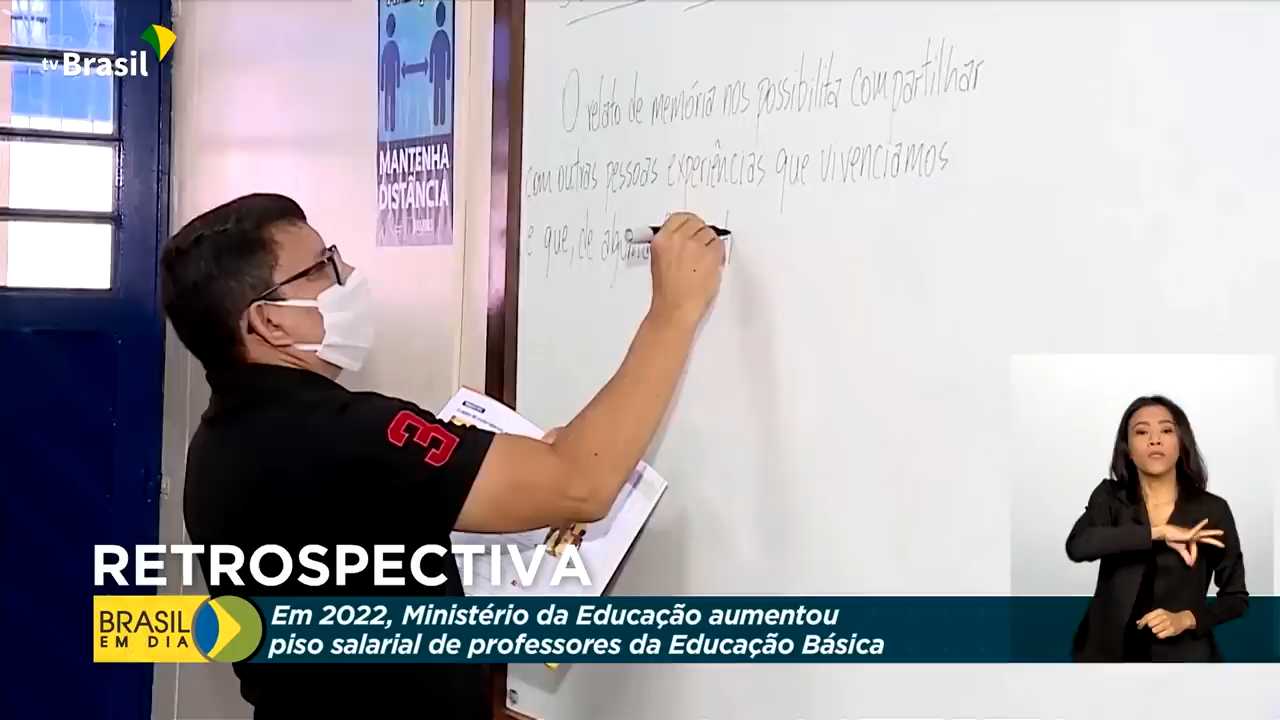 tv Brasil
MANTENHA
DISTÂNCIA
O relato de memória nos possibilita compartilhar
com outras pessoas experiências que vivenciamos
e que, de
3
RETROSPECTIVA
BRASIL
EM DIA
Em 2022, Ministério da Educação aumentou
piso salarial de professores da Educação Básica